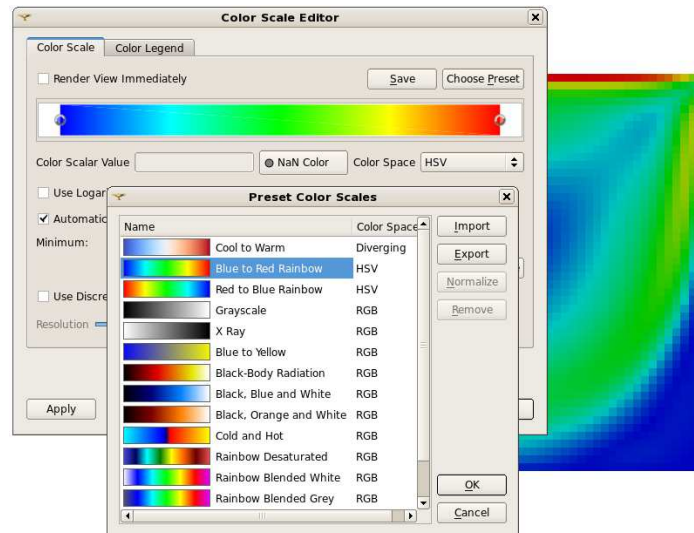 Color Scale Editor
Color Scale
Color Legend
Render View Immediately
Save
Choose Preset
Color Scalar Value
NaN Color
Color Space
HSV
Use Logar
Automatic
Minimum:
Use Discre
Resolution
Apply
Preset Color Scales
Name
Color Space
Cool to Warm
Diverging
Blue to Red Rainbow
HSV
Red to Blue Rainbow
HSV
Grayscale
RGB
X Ray
RGB
Blue to Yellow
RGB
Black-Body Radiation
RGB
Black, Blue and White
RGB
Black, Orange and White
RGB
Cold and Hot
RGB
Rainbow Desaturated
RGB
Rainbow Blended White
RGB
Rainbow Blended Grey
RGB
Import
Export
Normalize
Remove
OK
Cancel